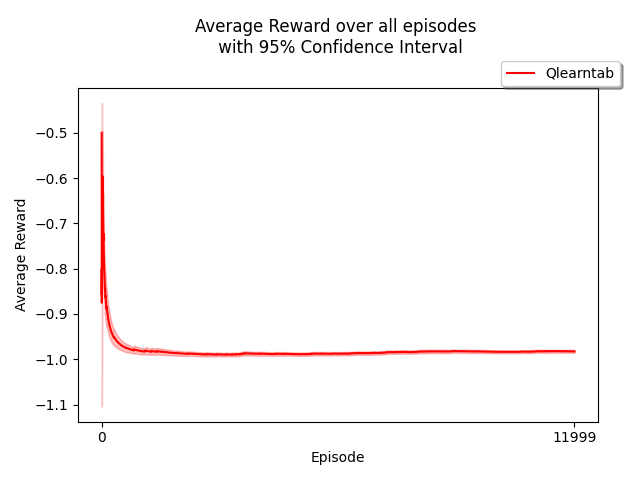 Average Reward over all episodes
with 95% Confidence Interval
Qlearntab
−0.5
−0.6
−0.7
−0.8
−0.9
−1.0
−1.1
Average Reward
0
11999
Episode